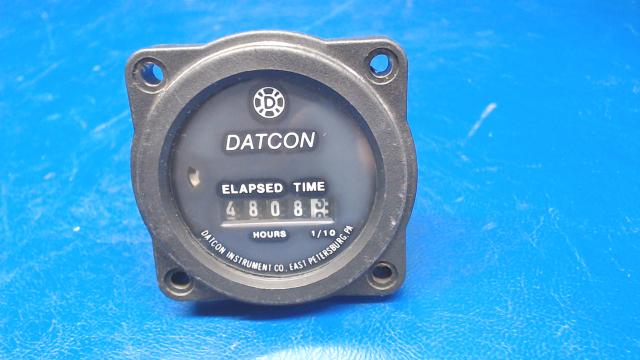 D
DATCON
ELAPSED TIME
4808
HOURS 1/10
DATCON INSTRUMENT CO., EAST PETERSBURG, PA